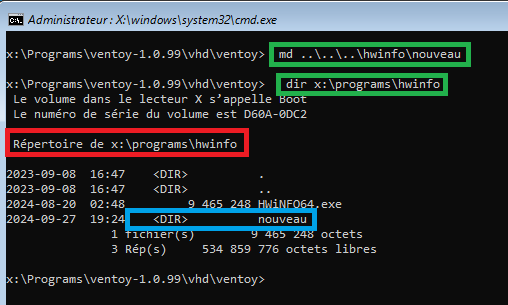 Administrateur : X:\windows\system32\cmd.exe
x:\Programs\ventoy-1.0.99\vhd\ventoy> md ..\..\..\hwinfo\nouveau
x:\Programs\ventoy-1.0.99\vhd\ventoy> dir x:\programs\hwinfo
Le volume dans le lecteur X s’appelle Boot
Le numéro de série du volume est D60A-0DC2
Répertoire de x:\programs\hwinfo
2023-09-08 16:47 <DIR> .
2023-09-08 16:47 <DIR> ..
2024-08-20 02:48 9 465 248 HWiNFO64.exe
2024-09-27 19:24 <DIR> nouveau
1 fichier(s) 9 465 248 octets
3 Rép(s) 534 859 776 octets libres
x:\Programs\ventoy-1.0.99\vhd\ventoy>